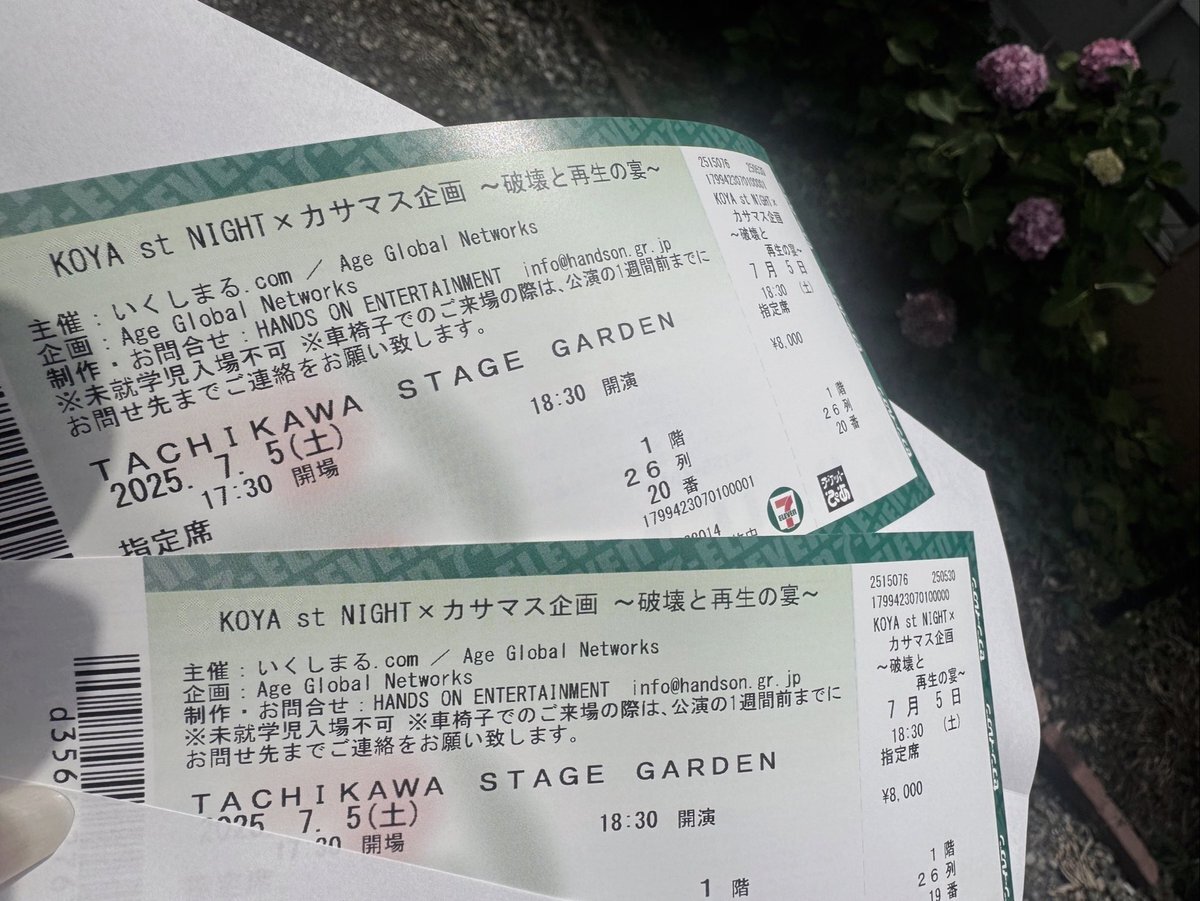 KOYA st NIGHT×カサマス企画 ~破壊と再生の宴~
主催：いくしまる.com ／ Age Global Networks
企画：Age Global Networks
制作・お問合せ：HANDS ON ENTERTAINMENT info@handson.gr.jp
※未就学児入場不可 ※車椅子でのご来場の際は、公演の1週間前までに
お問せ先までご連絡をお願い致します。
TACHIKAWA STAGE GARDEN
2025. 7. 5(土)
17:30 開場
18:30 開演
指定席
1 階
26 列
20 番
1799423070100001
7 ELEVEN
チケットぴあ
2515076 250530
1799423070100001
KOYA st NIGHT×
カサマス企画
~破壊と
再生の宴~
7月 5日
18:30 (土)
指定席
¥8,000
1 階
26 列
20 番
KOYA st NIGHT×カサマス企画 ~破壊と再生の宴~
主催：いくしまる.com ／ Age Global Networks
企画：Age Global Networks
制作・お問合せ：HANDS ON ENTERTAINMENT info@handson.gr.jp
※未就学児入場不可 ※車椅子でのご来場の際は、公演の1週間前までに
お問せ先までご連絡をお願い致します。
TACHIKAWA STAGE GARDEN
7. 5(土)
開場
18:30 開演
1 階
d356
2515076 250530
1799423070100000
KOYA st NIGHT×
カサマス企画
~破壊と
再生の宴~
7月 5日
18:30 (土)
指定席
¥8,000
1 階
26 列
19 番